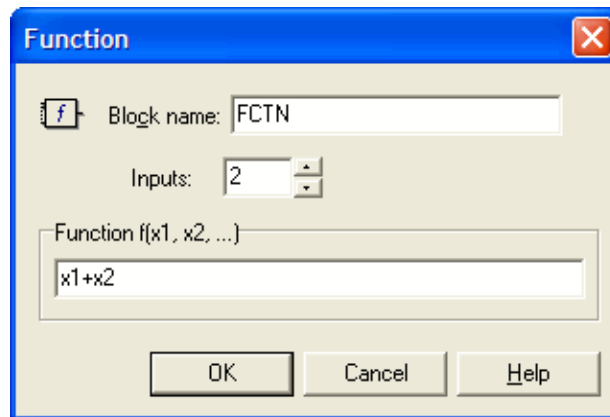 Function
f Block name: FCTN
Inputs: 2
Function f(x1, x2, ...)
x1+x2
OK Cancel Help